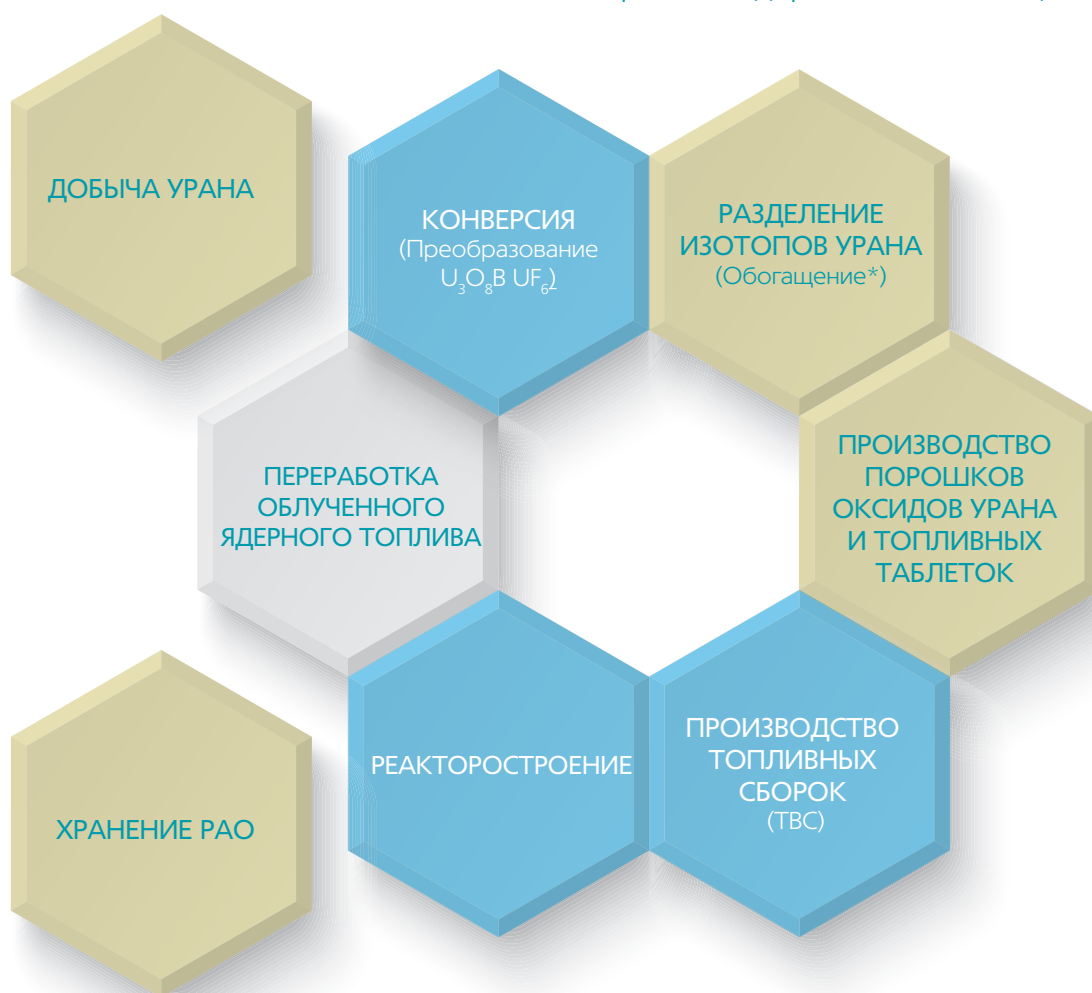 ДОБЫЧА УРАНА
КОНВЕРСИЯ
(Преобразование
U₃O₈В UF₆)
РАЗДЕЛЕНИЕ
ИЗОТОПОВ УРАНА
(Обогащение*)
ПЕРЕРАБОТКА
ОБЛУЧЕННОГО
ЯДЕРНОГО ТОПЛИВА
ПРОИЗВОДСТВО
ПОРОШКОВ
ОКСИДОВ УРАНА
И ТОПЛИВНЫХ
ТАБЛЕТОК
РЕАКТОРОСТРОЕНИЕ
ПРОИЗВОДСТВО
ТОПЛИВНЫХ
СБОРОК
(ТВС)
ХРАНЕНИЕ РАО